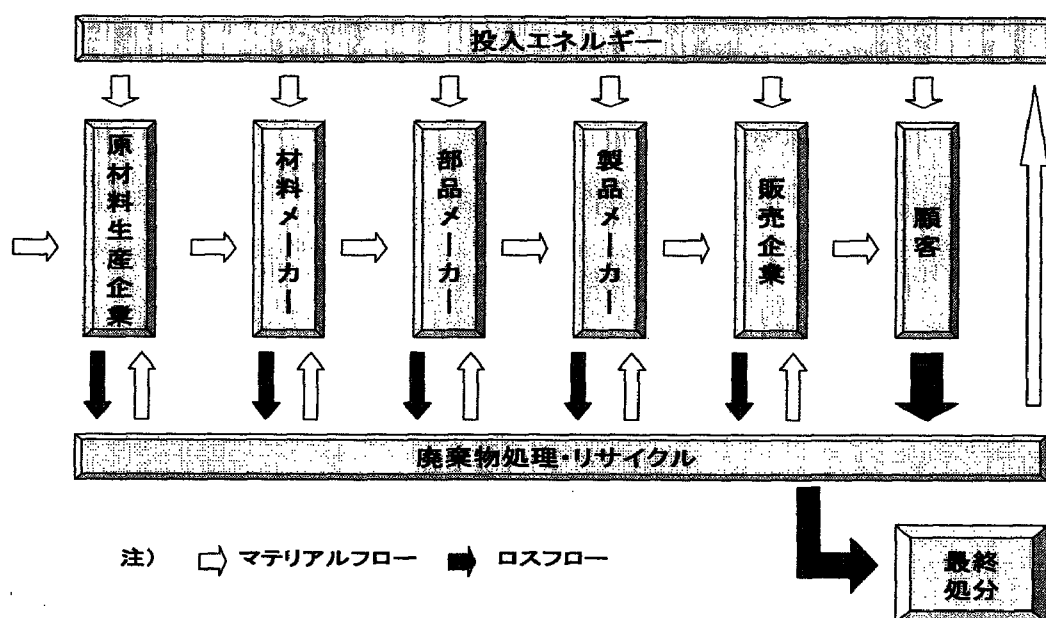 投入エネルギー
原材料生産企業
材料メーカー
部品メーカー
製品メーカー
販売企業
顧客
廃棄物処理・リサイクル
注） マテリアルフロー ロスフロー
最終
処分